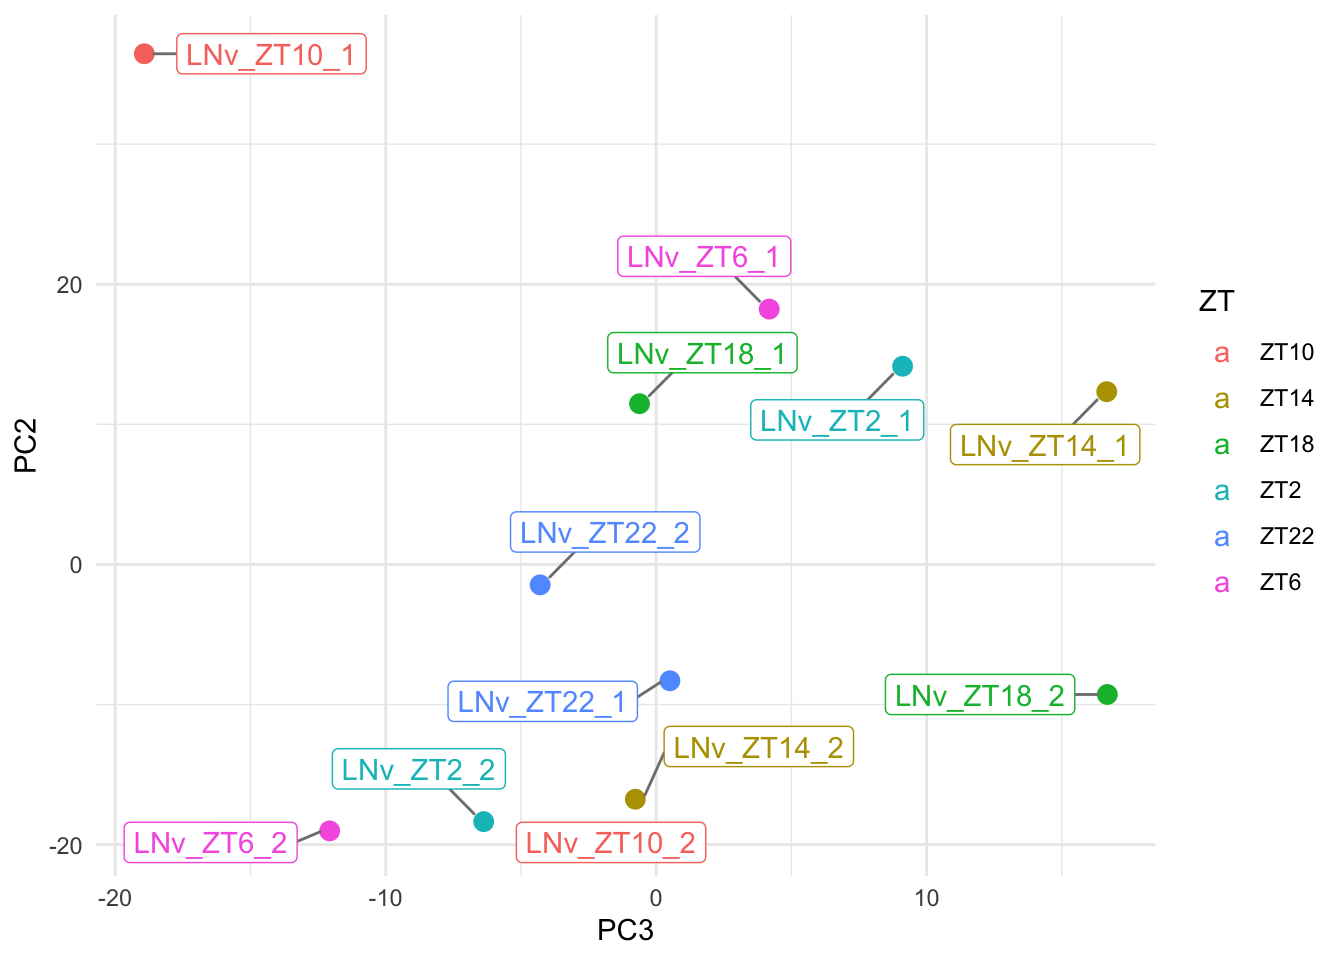 LNv_ZT10_1
LNv_ZT6_1
20
ZT
LNv_ZT18_1
a ZT10
a ZT14
LNv_ZT2_1
LNv_ZT14_1
a ZT18
PC2
a ZT2
LNv_ZT22_2
a ZT22
0
a ZT6
LNv_ZT22_1
LNv_ZT18_2
LNv_ZT14_2
LNv_ZT2_2
LNv_ZT6_2
LNv_ZT10_2
-20
-20 -10 0 10
PC3